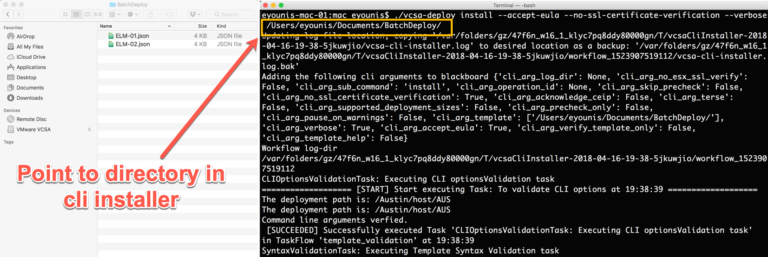 BatchDeploy
Favorites
AirDrop
All My Files
iCloud Drive
Applications
Desktop
Documents
Downloads
Devices
Remote Disc
VMware VCSA
Tags
Name
Kind
ELM-01.json
JSON file
ELM-02.json
JSON file
Point to directory in
cli installer
Terminal — -bash
eyounis-mac-01:mac eyounis$ ./vcsa-deploy install --accept-eula --no-ssl-certificate-verification --verbose
/Users/eyounis/Documents/BatchDeploy/
Updating log file location, copying '/var/folders/gz/47f6n_w16_1_klyc7pq8ddy80000gn/T/vcsaCliInstaller-2018
-04-16-19-38-5jkuwjio/vcsa-cli-installer.log' to desired location as a backup: '/var/folders/gz/47f6n_w16_1
_klyc7pq8ddy80000gn/T/vcsaCliInstaller-2018-04-16-19-38-5jkuwjio/workflow_1523907519112/vcsa-cli-installer.
log.bak'
Adding the following cli arguments to blackboard {'cli_arg_log_dir': None, 'cli_arg_no_esx_ssl_verify':
False, 'cli_arg_sub_command': 'install', 'cli_arg_operation_id': None, 'cli_arg_skip_precheck': False,
'cli_arg_no_ssl_certificate_verification': True, 'cli_arg_acknowledge_ceip': False, 'cli_arg_terse':
False, 'cli_arg_supported_deployment_sizes': False, 'cli_arg_precheck_only': False,
'cli_arg_pause_on_warnings': False, 'cli_arg_template': ['/Users/eyounis/Documents/BatchDeploy/'],
'cli_arg_verbose': True, 'cli_arg_accept_eula': True, 'cli_arg_verify_template_only': False,
'cli_arg_template_help': False}
Workflow log-dir
/var/folders/gz/47f6n_w16_1_klyc7pq8ddy80000gn/T/vcsaCliInstaller-2018-04-16-19-38-5jkuwjio/workflow_152390
7519112
CLIOptionsValidationTask: Executing CLI optionsValidation task
==================== [START] Start executing Task: To validate CLI options at 19:38:39 ====================
The deployment path is: /Austin/host/AUS
The deployment path is: /Austin/host/AUS
Command line arguments verfied.
[SUCCEEDED] Successfully executed Task 'CLIOptionsValidationTask: Executing CLI optionsValidation task'
in TaskFlow 'template_validation' at 19:38:39
SyntaxValidationTask: Executing Template Syntax Validation task